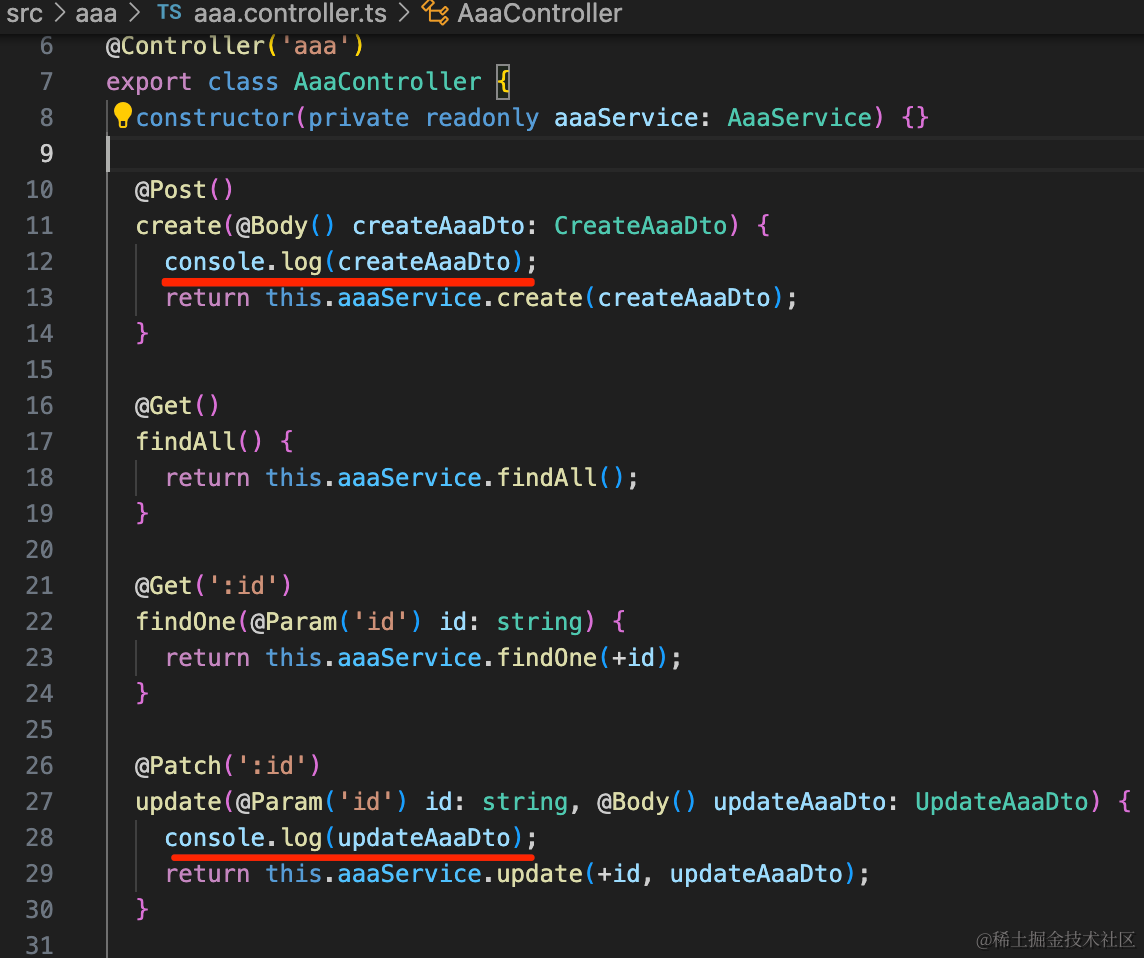 src > aaa > TS aaa.controller.ts > AaaController
6 @Controller('aaa')
7 export class AaaController {
8 constructor(private readonly aaaService: AaaService) {}
9
10 @Post()
11 create(@Body() createAaaDto: CreateAaaDto) {
12 console.log(createAaaDto);
13 return this.aaaService.create(createAaaDto);
14 }
15
16 @Get()
17 findAll() {
18 return this.aaaService.findAll();
19 }
20
21 @Get(':id')
22 findOne(@Param('id') id: string) {
23 return this.aaaService.findOne(+id);
24 }
25
26 @Patch(':id')
27 update(@Param('id') id: string, @Body() updateAaaDto: UpdateAaaDto) {
28 console.log(updateAaaDto);
29 return this.aaaService.update(+id, updateAaaDto);
30 }
31
@稀土掘金技术社区